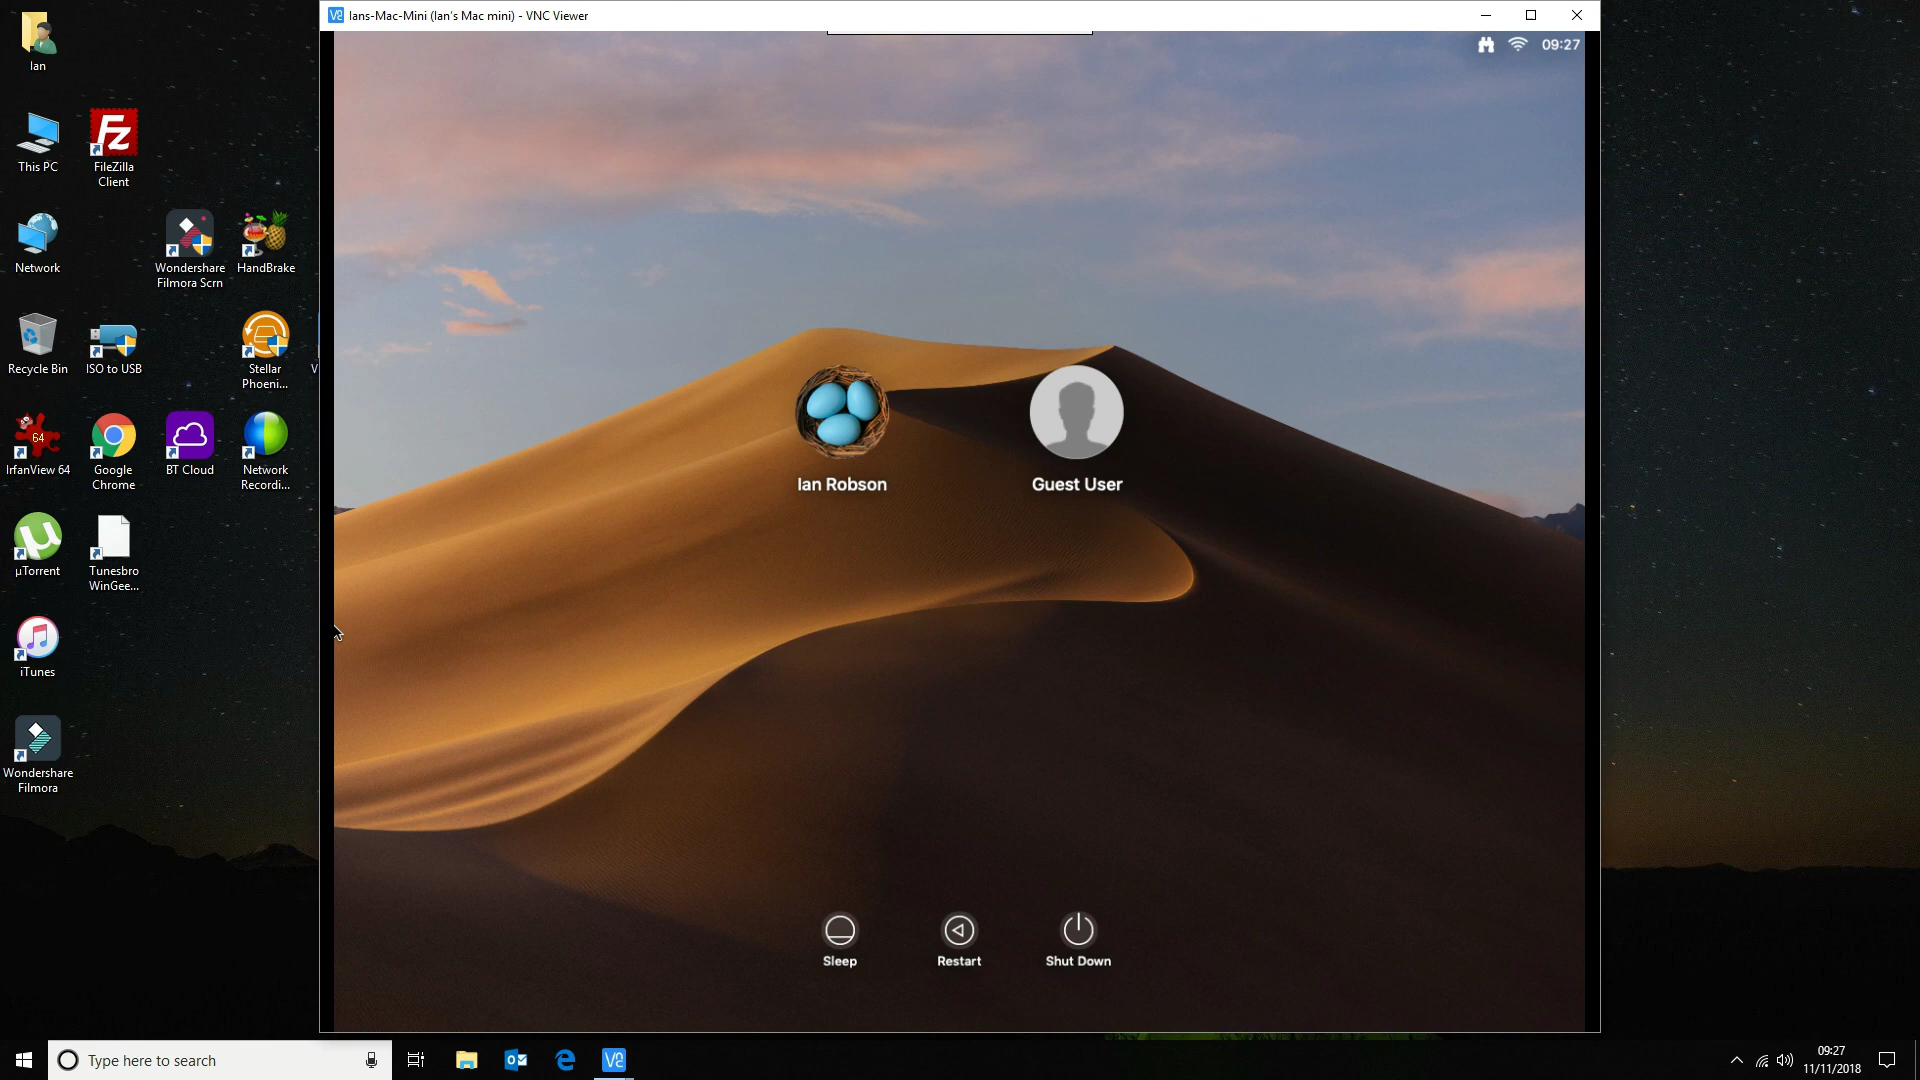 Ians-Mac-Mini (Ian's Mac mini) - VNC Viewer
09:27
Ian
This PC
FileZilla
Client
Network
Wondershare
Filmora Scrn
HandBrake
Recycle Bin
ISO to USB
Stellar
Phoeni...
V
IrfanView 64
64
Google
Chrome
BT Cloud
Network
Recordi...
µTorrent
Tunesbro
WinGee...
iTunes
Wondershare
Filmora
Ian Robson
Guest User
Sleep
Restart
Shut Down
Type here to search
09:27
11/11/2018